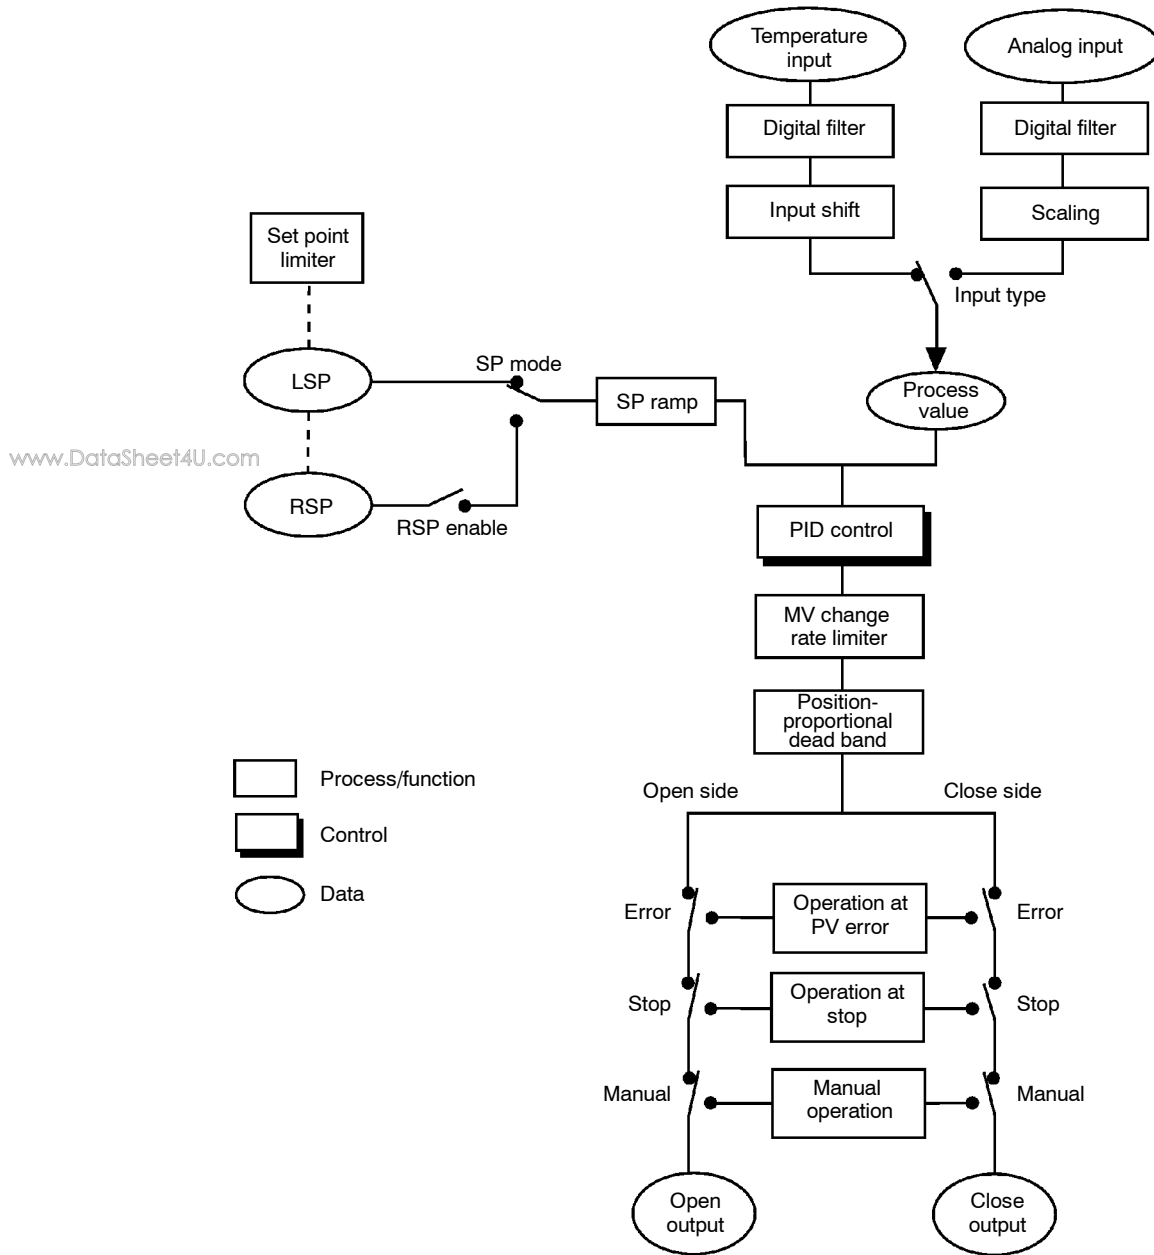 Temperature
input
Analog input
Digital filter
Digital filter
Input shift
Scaling
Input type
Set point
limiter
LSP
SP mode
SP ramp
Process
value
www.DataSheet4U.com
RSP
RSP enable
PID control
MV change
rate limiter
Position-
proportional
dead band
Process/function
Control
Data
Open side
Close side
Error
Operation at
PV error
Error
Stop
Operation at
stop
Stop
Manual
Manual
operation
Manual
Open
output
Close
output